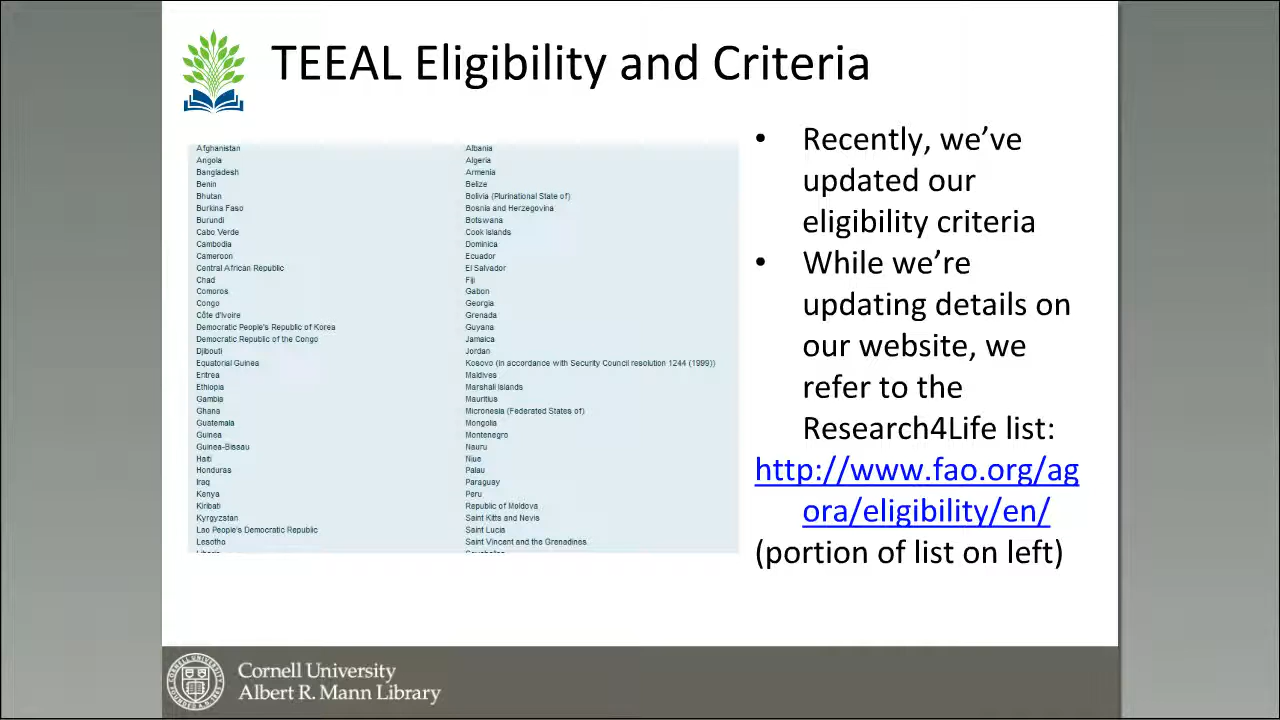 TEEAL Eligibility and Criteria
Afghanistan
Angola
Bangladesh
Benin
Bhutan
Burkina Faso
Burundi
Cabo Verde
Cambodia
Cameroon
Central African Republic
Chad
Comoros
Congo
Côte d'Ivoire
Democratic People's Republic of Korea
Democratic Republic of the Congo
Djibouti
Equatorial Guinea
Eritrea
Ethiopia
Gambia
Ghana
Guatemala
Guinea
Guinea-Bissau
Haiti
Honduras
Iraq
Kenya
Kiribati
Kyrgyzstan
Lao People's Democratic Republic
Lesotho
Albania
Algeria
Armenia
Belize
Bolivia (Plurinational State of)
Bosnia and Herzegovina
Botswana
Cook Islands
Dominica
Ecuador
El Salvador
Fiji
Gabon
Georgia
Grenada
Guyana
Jamaica
Jordan
Kosovo (in accordance with Security Council resolution 1244 (1999))
Maldives
Marshall Islands
Mauritius
Micronesia (Federated States of)
Mongolia
Montenegro
Nauru
Niue
Palau
Paraguay
Peru
Republic of Moldova
Saint Kitts and Nevis
Saint Lucia
Saint Vincent and the Grenadines
• Recently, we've
updated our
eligibility criteria
• While we're
updating details on
our website, we
refer to the
Research4Life list:
http://www.fao.org/ag
ora/eligibility/en/
(portion of list on left)
Cornell University
Albert R. Mann Library